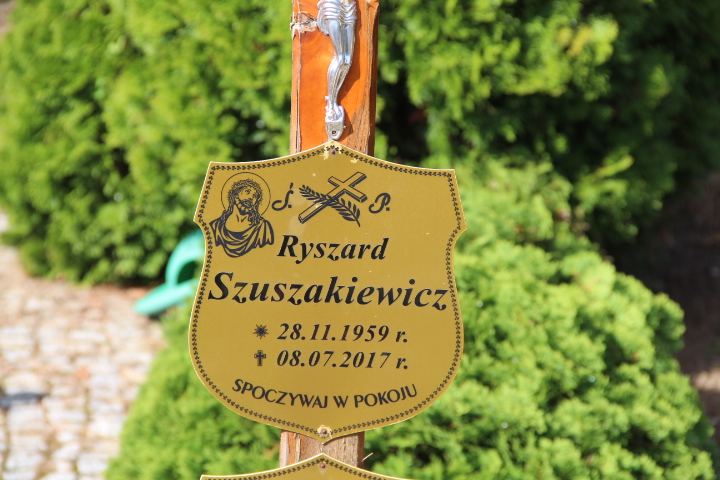 Ś. P.
Ryszard
Szuszakiewicz
28.11.1959 r.
08.07.2017 r.
SPOCZYWAJ W POKOJU